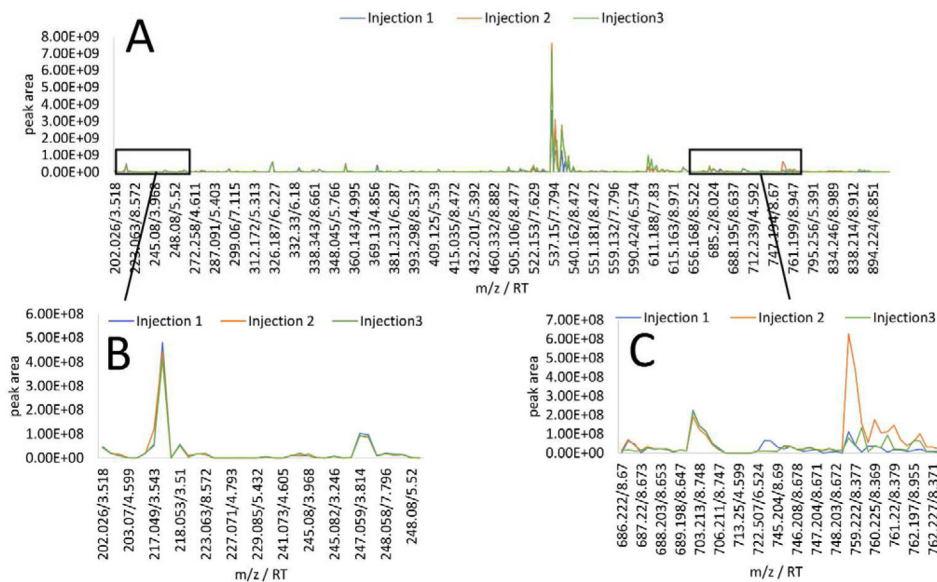 Injection 1 Injection 2 Injection3
A
peak area
8.00E+09
7.00E+09
6.00E+09
5.00E+09
4.00E+09
3.00E+09
2.00E+09
1.00E+09
0.00E+00
202.026/3.518
223.063/8.572
245.08/3.968
248.08/5.52
272.258/4.611
287.091/5.403
299.06/7.115
312.172/5.313
326.187/6.227
332.33/6.18
338.343/8.661
348.045/5.766
360.143/4.995
369.13/4.856
381.231/6.287
393.298/8.537
409.125/5.39
415.035/8.472
432.201/5.392
460.332/8.882
505.106/8.477
522.153/7.629
537.15/7.794
540.162/8.472
551.181/8.472
559.132/7.796
590.424/6.574
611.188/7.83
615.163/8.971
656.168/8.522
685.2/8.024
688.195/8.637
712.239/4.592
747.194/8.67
761.199/8.947
795.256/5.391
834.246/8.989
838.214/8.912
894.224/8.851
m/z / RT
Injection 1 Injection 2 Injection3
B
peak area
6.00E+08
5.00E+08
4.00E+08
3.00E+08
2.00E+08
1.00E+08
0.00E+00
202.026/3.518
203.07/4.599
217.049/3.543
218.053/3.51
223.063/8.572
227.071/4.793
229.085/5.432
241.073/4.605
245.08/3.968
245.082/3.246
247.059/3.814
248.058/7.796
248.08/5.52
m/z / RT
Injection 1 Injection 2 Injection3
C
peak area
7.00E+08
6.00E+08
5.00E+08
4.00E+08
3.00E+08
2.00E+08
1.00E+08
0.00E+00
686.222/8.67
687.22/8.673
688.203/8.653
689.198/8.647
703.213/8.748
706.211/8.747
713.25/4.599
722.507/6.524
745.204/8.69
746.208/8.678
747.204/8.671
748.203/8.672
759.222/8.377
760.225/8.369
761.22/8.379
762.197/8.955
762.227/8.371
m/z / RT